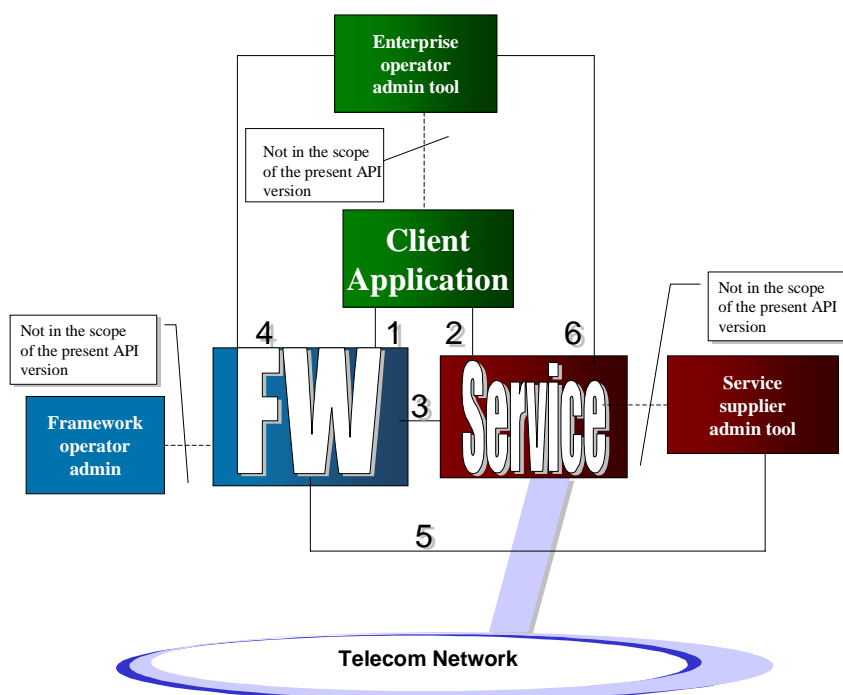 Enterprise
operator
admin tool
Not in the scope
of the present API
version
Client
Application
Not in the scope
of the present API
version
Not in the scope
of the present API
version
4
1
2
6
FW
3
Service
Service
supplier
admin tool
Framework
operator
admin
5
Telecom Network